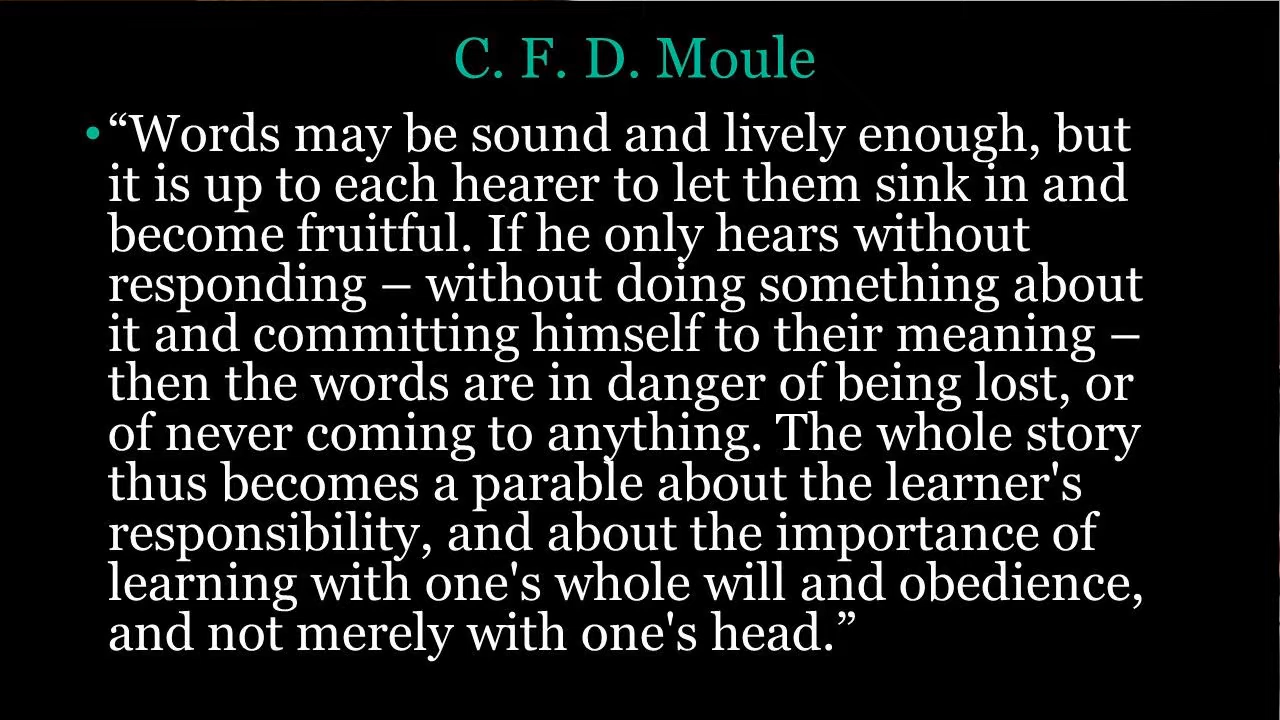 C. F. D. Moule
• “Words may be sound and lively enough, but
it is up to each hearer to let them sink in and
become fruitful. If he only hears without
responding – without doing something about
it and committing himself to their meaning –
then the words are in danger of being lost, or
of never coming to anything. The whole story
thus becomes a parable about the learner's
responsibility, and about the importance of
learning with one's whole will and obedience,
and not merely with one's head.”